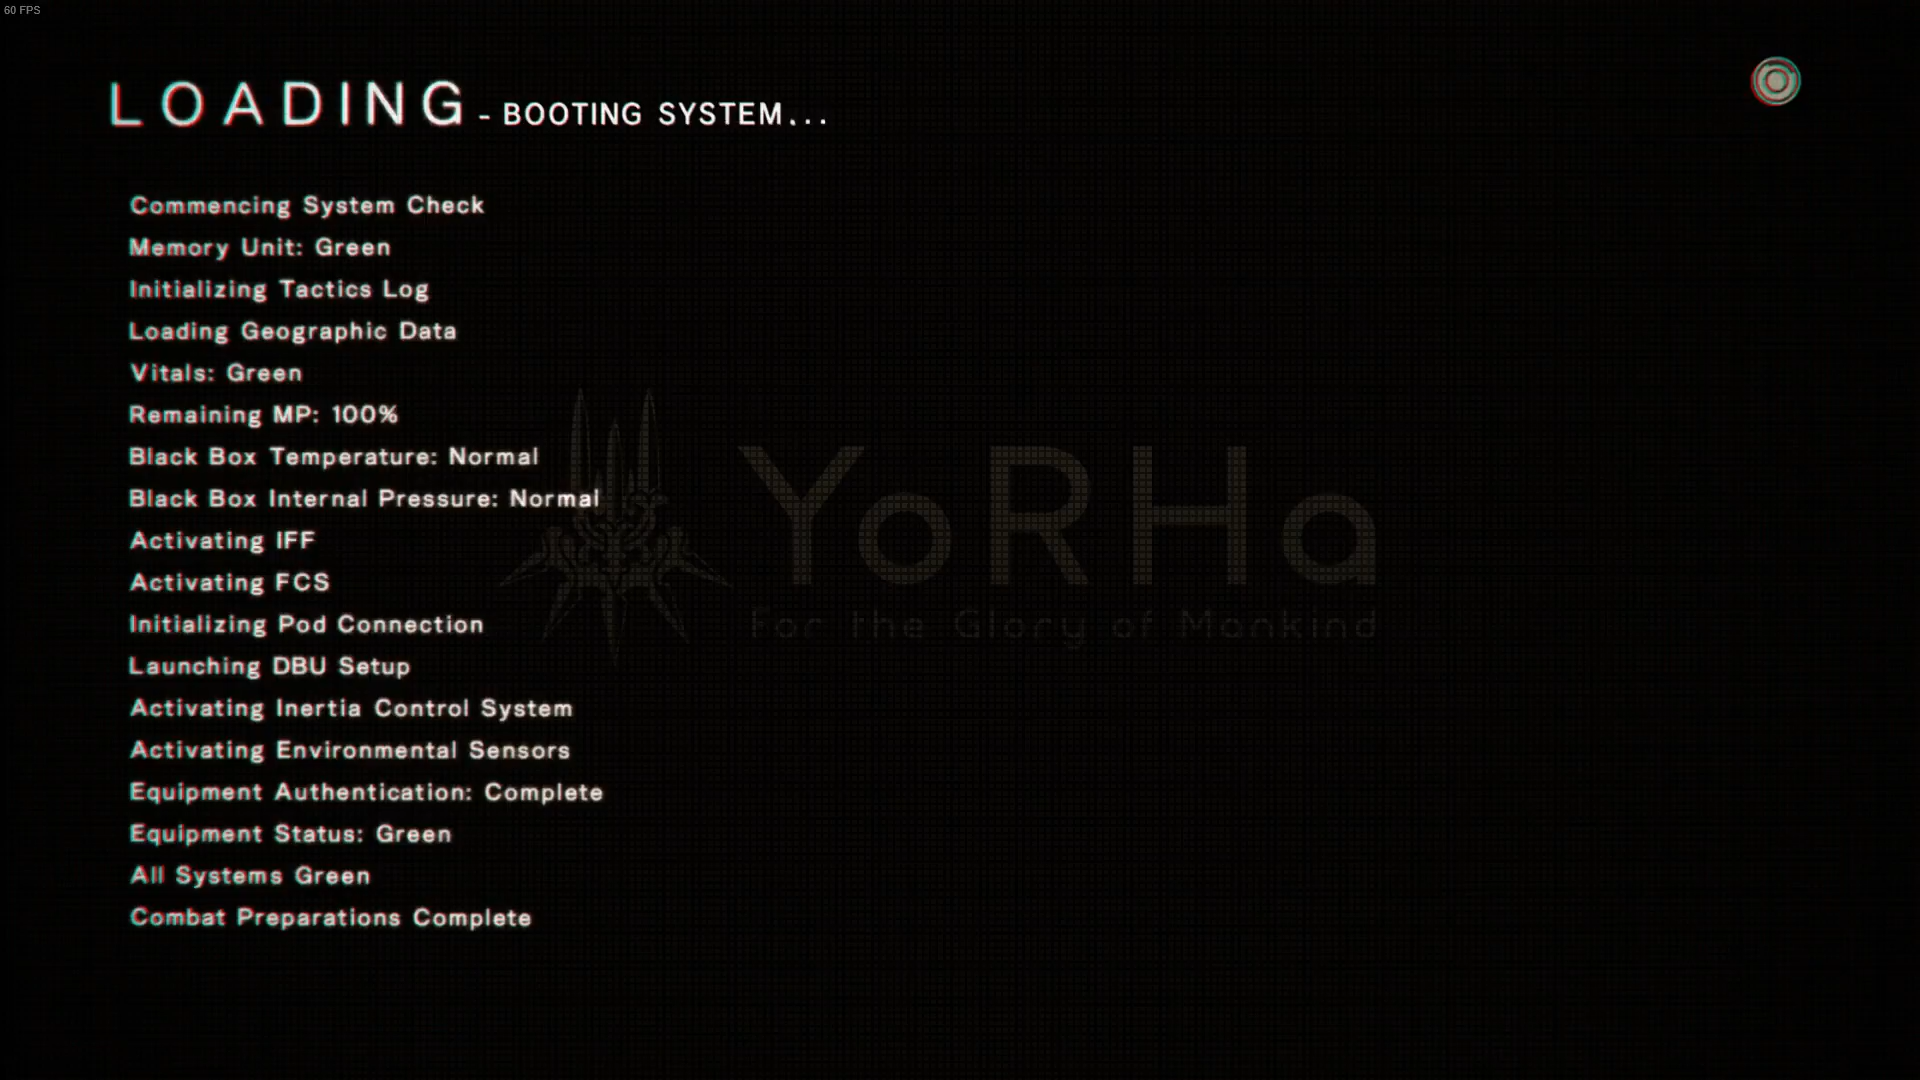 60 FPS
LOADING - BOOTING SYSTEM...
Commencing System Check
Memory Unit: Green
Initializing Tactics Log
Loading Geographic Data
Vitals: Green
Remaining MP: 100%
Black Box Temperature: Normal
Black Box Internal Pressure: Normal
Activating IFF
Activating FCS
Initializing Pod Connection
Launching DBU Setup
Activating Inertia Control System
Activating Environmental Sensors
Equipment Authentication: Complete
Equipment Status: Green
All Systems Green
Combat Preparations Complete
YoRHa
For the Glory of Mankind